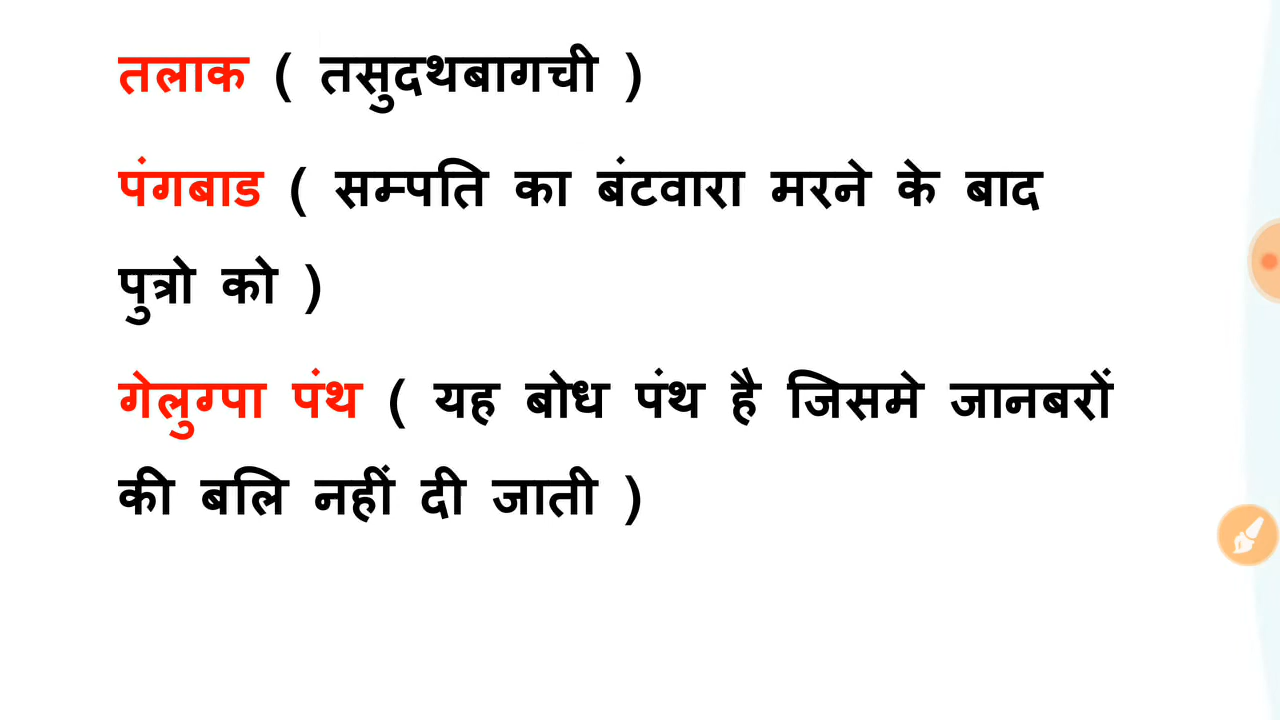 तलाक ( तसुदथबागची )
पंगबाड ( सम्पति का बंटवारा मरने के बाद
पुत्रो को )
गेलुग्पा पंथ ( यह बोध पंथ है जिसमे जानबरों
की बलि नहीं दी जाती )